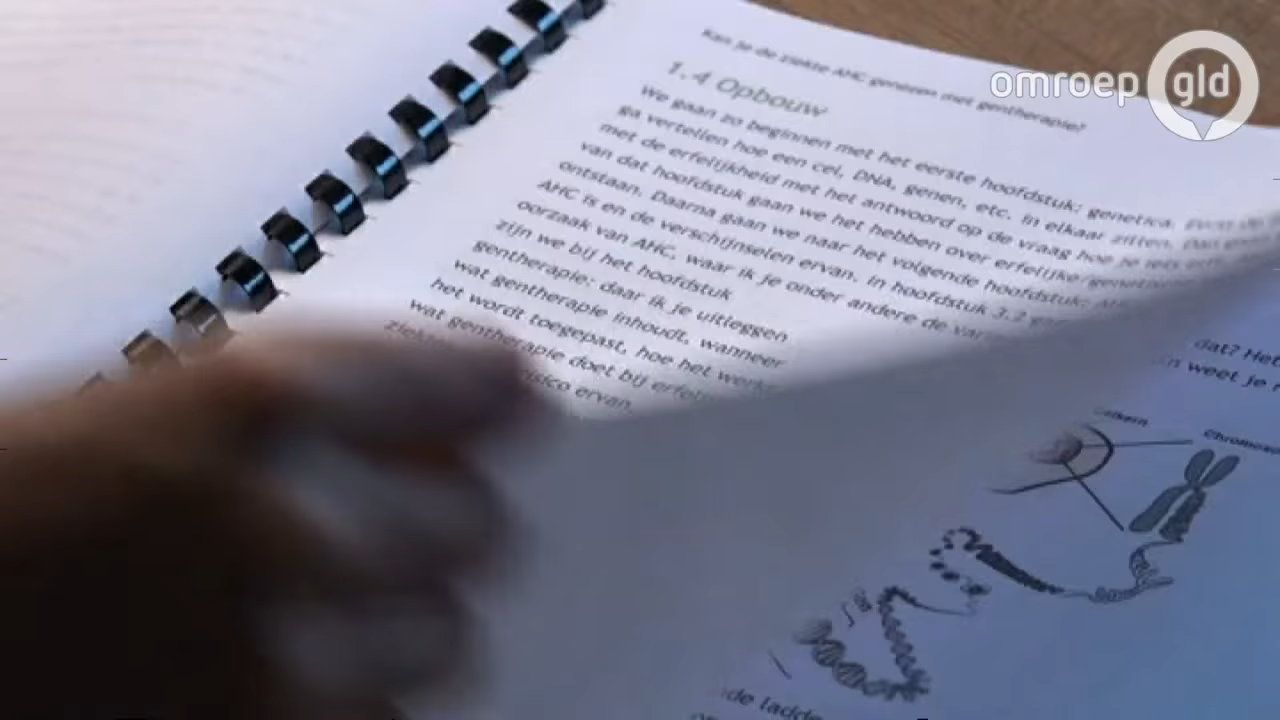 omroep gld
Kan je de ziekte AHC genezen met gentherapie?
1.4 Opbouw
We gaan zo beginnen met het eerste hoofdstuk: genetica.
ga vertellen hoe een cel, DNA, genen, etc. in elkaar zitten.
met de erfelijkheid met het antwoord op de vraag hoe je iets
van dat hoofdstuk gaan we het hebben over erfelijke
ontstaan. Daarna gaan we naar het volgende hoofdstuk:
AHC is en de verschijnselen ervan. In hoofdstuk 3.2
oorzaak van AHC, waar ik je onder andere de
zijn we bij het hoofdstuk
gentherapie: daar ik je uitleggen
wat gentherapie inhoudt, wanneer
het wordt toegepast, hoe het werkt
wat gentherapie doet bij
ervan.
dat? Het
weet je
de ladde